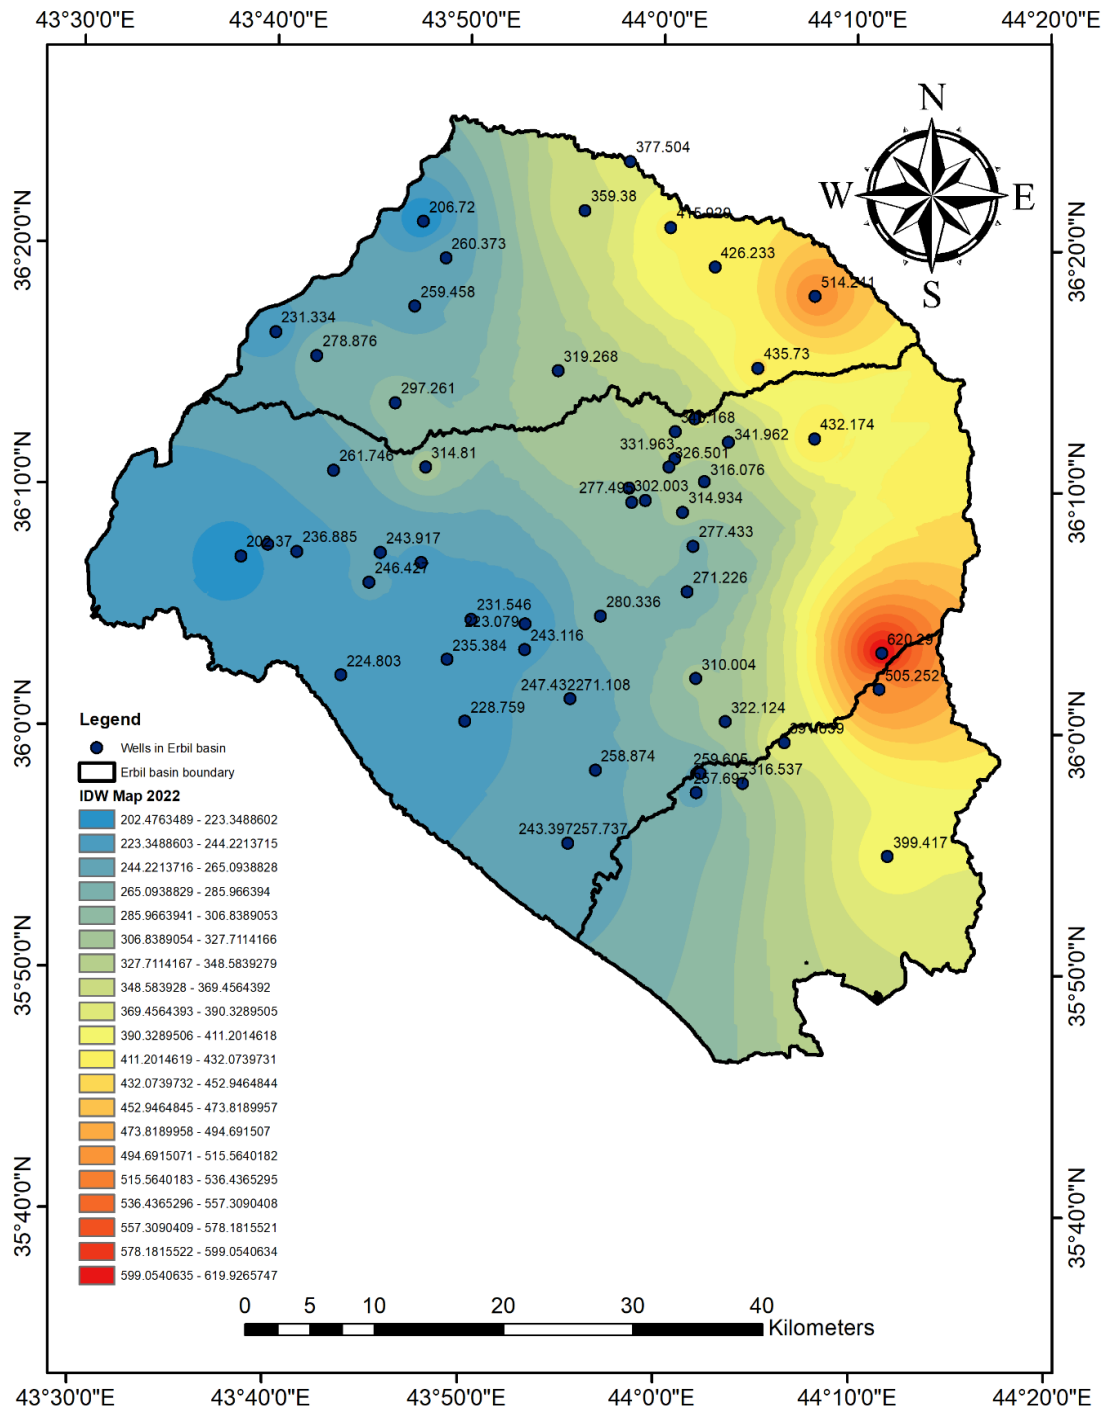 43°30'0"E 43°40'0"E 43°50'0"E 44°0'0"E 44°10'0"E 44°20'0"E
N
W E
S
36°20'0"N
36°20'0"N
36°10'0"N
36°10'0"N
36°0'0"N
36°0'0"N
35°50'0"N
35°50'0"N
35°40'0"N
35°40'0"N
377.504
359.38
206.72
426.233
260.373
514.241
259.458
231.334
278.876
319.268
435.73
297.261
432.174
331.963
341.962
326.501
314.81
261.746
316.076
302.003
314.934
277.433
236.885
243.917
246.427
271.226
231.546
223.079
280.336
243.116
235.384
224.803
310.004
620.29
505.252
247.432271.108
228.759
322.124
258.874
259.605
316.537
243.397257.737
399.417
Legend
Wells in Erbil basin
Erbil basin boundary
IDW Map 2022
202.4763489 - 223.3488602
223.3488603 - 244.2213715
244.2213716 - 265.0938828
265.0938829 - 285.966394
285.9663941 - 306.8389053
306.8389054 - 327.7114166
327.7114167 - 348.5839279
348.583928 - 369.4564392
369.4564393 - 390.3289505
390.3289506 - 411.2014618
411.2014619 - 432.0739731
432.0739732 - 452.9464844
452.9464845 - 473.8189957
473.8189958 - 494.691507
494.6915071 - 515.5640182
515.5640183 - 536.4365295
536.4365296 - 557.3090408
557.3090409 - 578.1815521
578.1815522 - 599.0540634
599.0540635 - 619.9265747
0 5 10 20 30 40
Kilometers
43°30'0"E 43°40'0"E 43°50'0"E 44°0'0"E 44°10'0"E 44°20'0"E